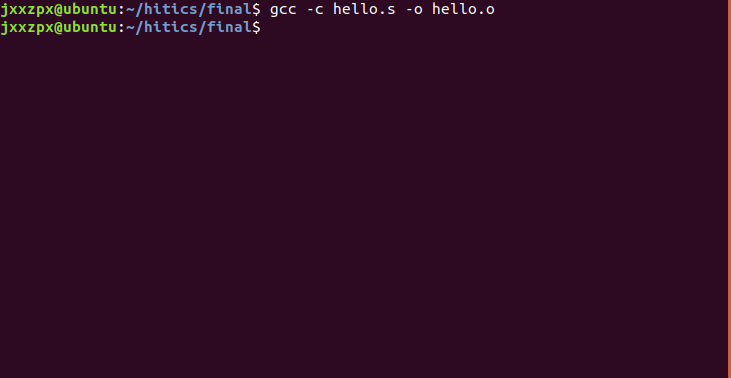 jxxzpx@ubuntu:~/hitics/final$ gcc -c hello.s -o hello.o
jxxzpx@ubuntu:~/hitics/final$